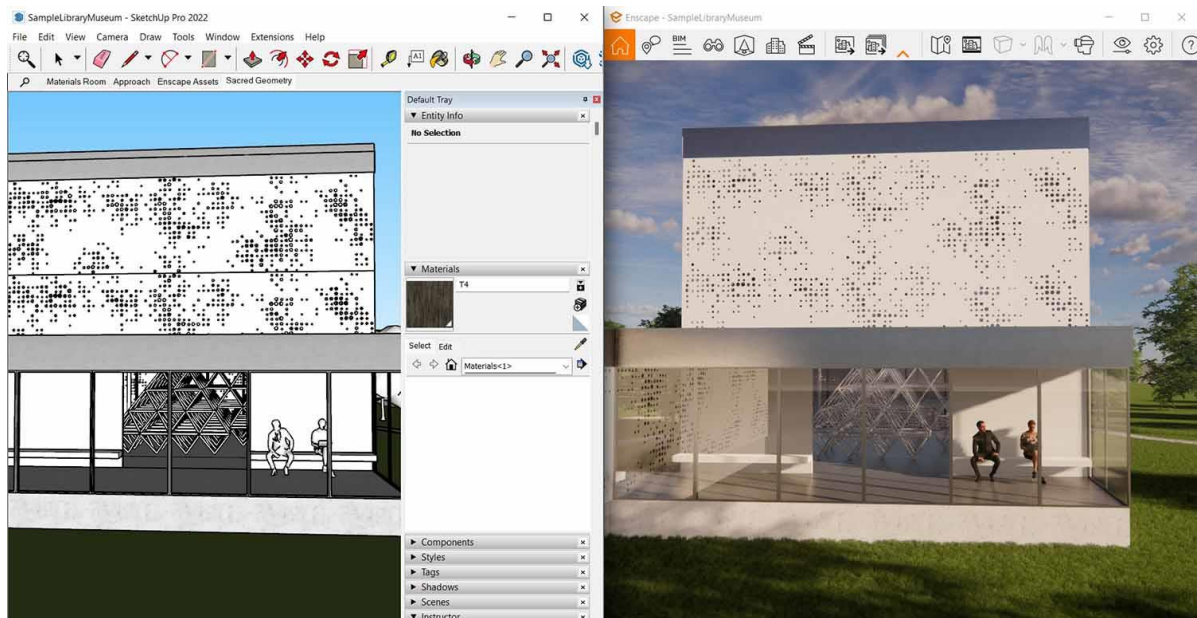 SampleLibraryMuseum - SketchUp Pro 2022
File Edit View Camera Draw Tools Window Extensions Help
A1
Materials Room Approach Enscape Assets Sacred Geometry
Default Tray
Entity Info
No Selection
Materials
T4
Select Edit
Materials<1>
Components
Styles
Tags
Shadows
Scenes
Instructor
Enscape - SampleLibraryMuseum
BIM